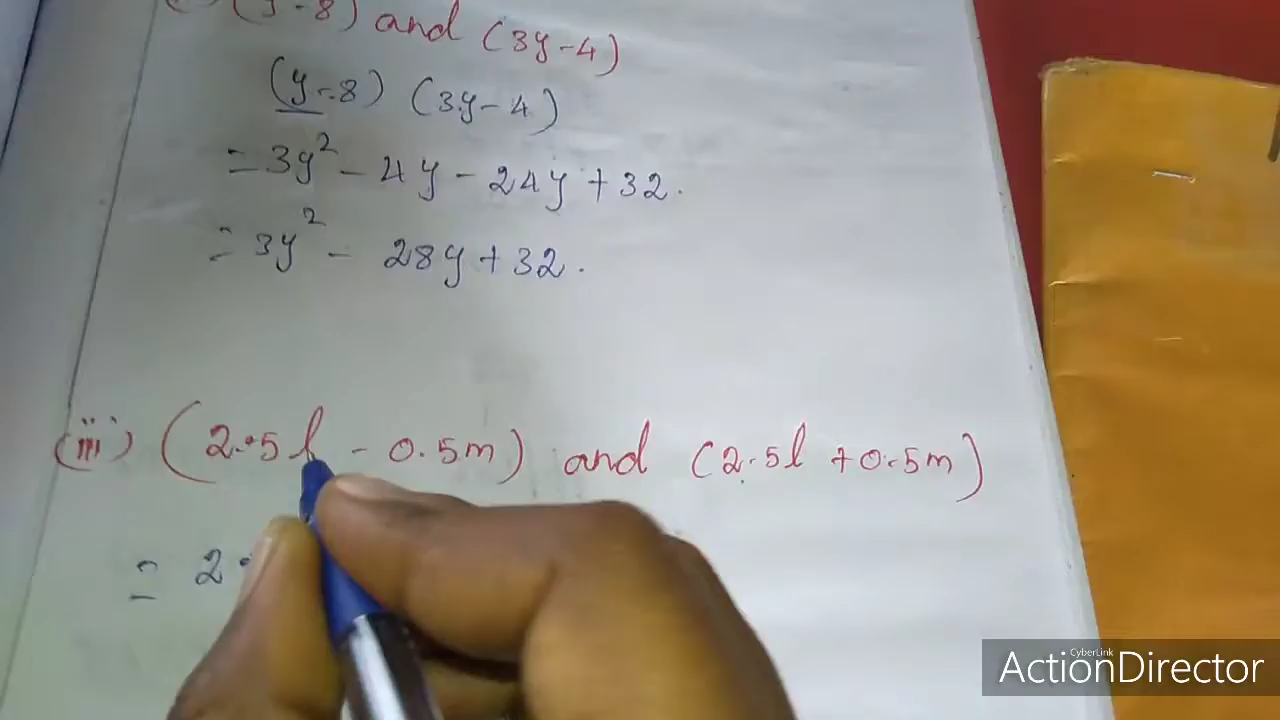 (y-8) and (3y-4)
(y-8) (3y-4)
= 3y² - 4y - 24y + 32.
= 3y² - 28y + 32.
(iii) (2.5l - 0.5m) and (2.5l + 0.5m)
= 2.
CyberLink
ActionDirector